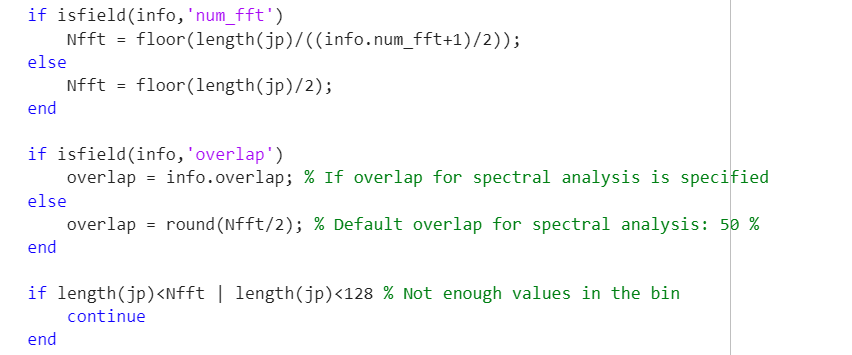 if isfield(info,'num_fft')
    Nfft = floor(length(jp)/((info.num_fft+1)/2));
else
    Nfft = floor(length(jp)/2);
end

if isfield(info,'overlap')
    overlap = info.overlap; % If overlap for spectral analysis is specified
else
    overlap = round(Nfft/2); % Default overlap for spectral analysis: 50 %
end

if length(jp)<Nfft | length(jp)<128 % Not enough values in the bin
    continue
end